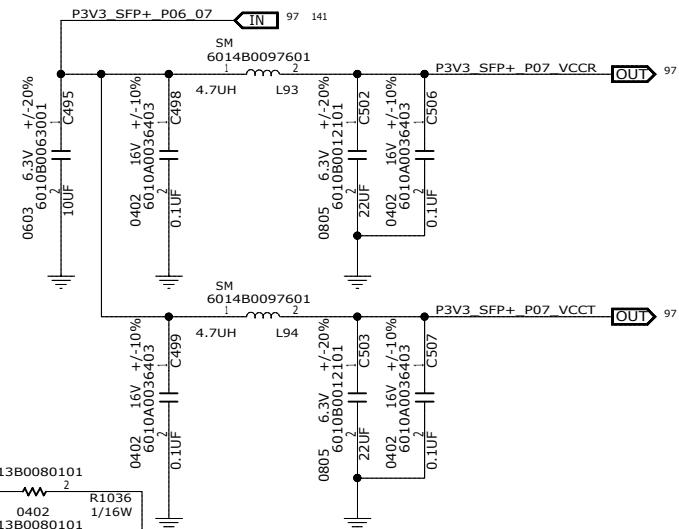 P3V3_SFP+_P06_07
IN
97 141
SM
6014B0097601
1
2
4.7UH
L93
P3V3_SFP+_P07_VCCR
OUT
97
0603
6.3V +/-20%
6010B0063001
1
C495
2
10UF
0402
16V +/-10%
6010A0036403
1
C498
2
0.1UF
0805
6.3V +/-20%
6010B0012101
1
C502
2
22UF
0402
16V +/-10%
6010A0036403
1
C506
2
0.1UF
SM
6014B0097601
1
2
4.7UH
L94
P3V3_SFP+_P07_VCCT
OUT
97
0402
16V +/-10%
6010A0036403
1
C499
2
0.1UF
0805
6.3V +/-20%
6010B0012101
1
C503
2
22UF
0402
16V +/-10%
6010A0036403
1
C507
2
0.1UF
13B0080101
2
R1036
0402
1/16W
13B0080101